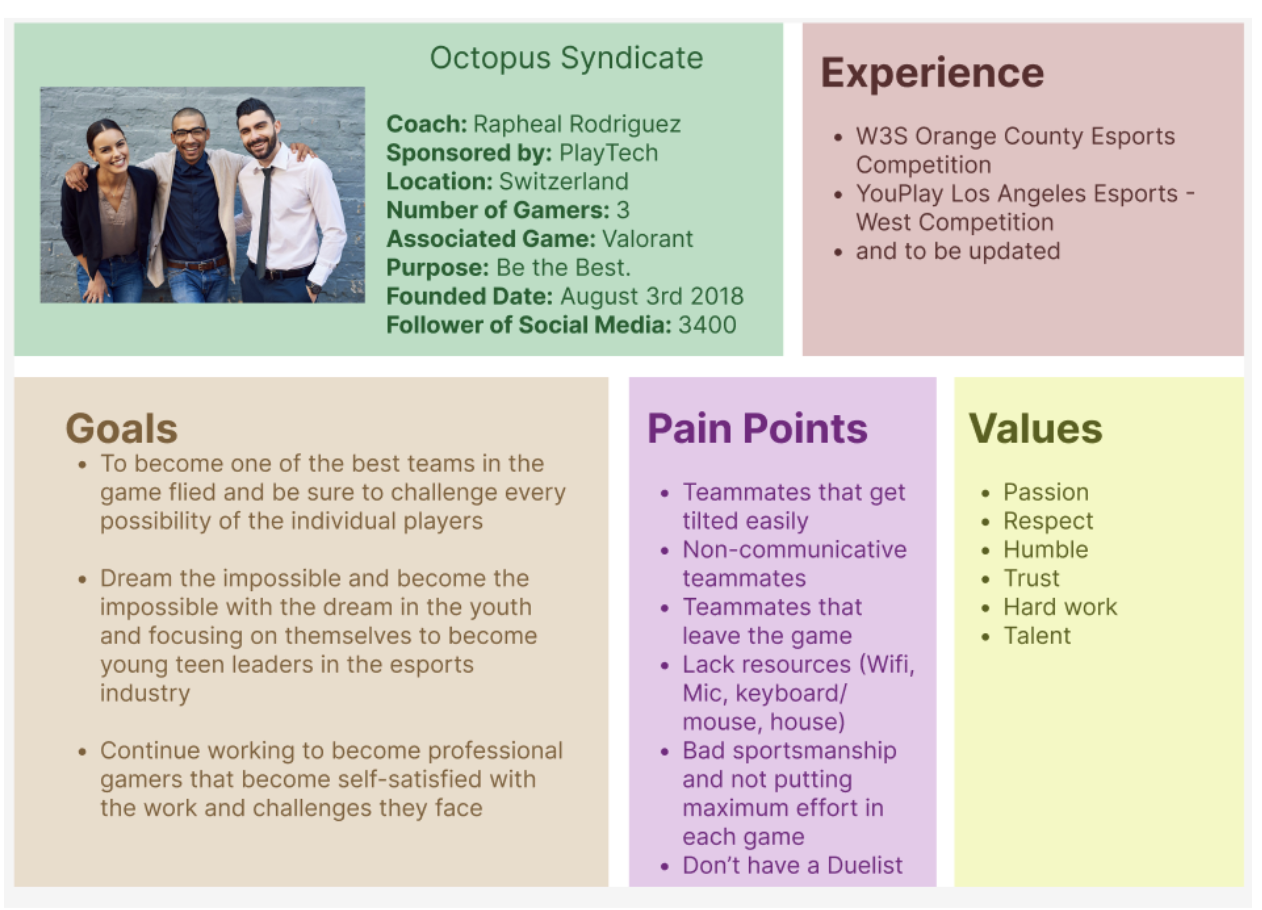 Octopus Syndicate
Coach: Rapheal Rodriguez
Sponsored by: PlayTech
Location: Switzerland
Number of Gamers: 3
Associated Game: Valorant
Purpose: Be the Best.
Founded Date: August 3rd 2018
Follower of Social Media: 3400
Experience
• W3S Orange County Esports
Competition
• YouPlay Los Angeles Esports -
West Competition
• and to be updated
Goals
• To become one of the best teams in the
game flied and be sure to challenge every
possibility of the individual players
• Dream the impossible and become the
impossible with the dream in the youth
and focusing on themselves to become
young teen leaders in the esports
industry
• Continue working to become professional
gamers that become self-satisfied with
the work and challenges they face
Pain Points
• Teammates that get
tilted easily
• Non-communicative
teammates
• Teammates that
leave the game
• Lack resources (Wifi,
Mic, keyboard/
mouse, house)
• Bad sportsmanship
and not putting
maximum effort in
each game
• Don’t have a Duelist
Values
• Passion
• Respect
• Humble
• Trust
• Hard work
• Talent